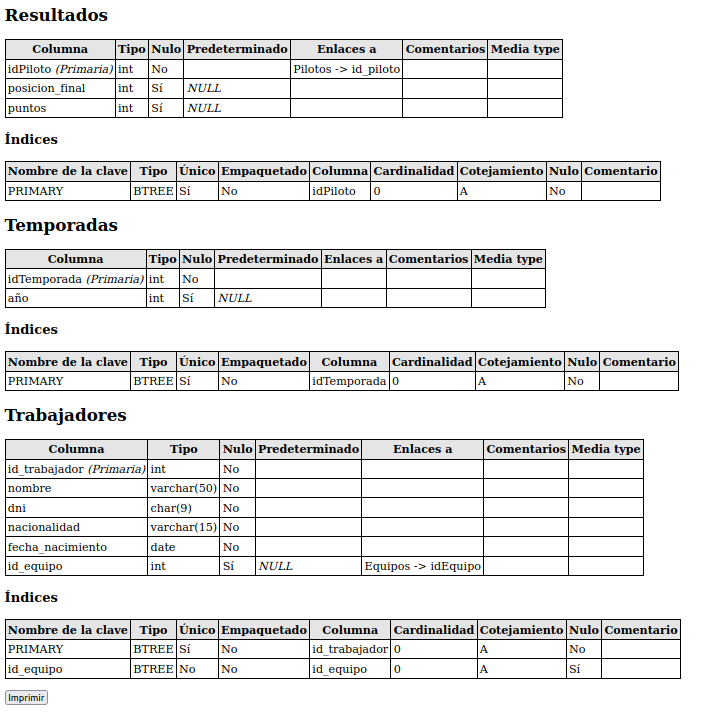 Resultados
Columna Tipo Nulo Predeterminado Enlaces a Comentarios Media type
idPiloto (Primaria) int No Pilotos -> id_piloto
posicion_final int Sí NULL
puntos int Sí NULL
Índices
Nombre de la clave Tipo Único Empaquetado Columna Cardinalidad Cotejamiento Nulo Comentario
PRIMARY BTREE Sí No idPiloto 0 A No
Temporadas
Columna Tipo Nulo Predeterminado Enlaces a Comentarios Media type
idTemporada (Primaria) int No
año int Sí NULL
Índices
Nombre de la clave Tipo Único Empaquetado Columna Cardinalidad Cotejamiento Nulo Comentario
PRIMARY BTREE Sí No idTemporada 0 A No
Trabajadores
Columna Tipo Nulo Predeterminado Enlaces a Comentarios Media type
id_trabajador (Primaria) int No
nombre varchar(50) No
dni char(9) No
nacionalidad varchar(15) No
fecha_nacimiento date No
id_equipo int Sí NULL Equipos -> idEquipo
Índices
Nombre de la clave Tipo Único Empaquetado Columna Cardinalidad Cotejamiento Nulo Comentario
PRIMARY BTREE Sí No id_trabajador 0 A No
id_equipo BTREE No No id_equipo 0 A Sí
Imprimir